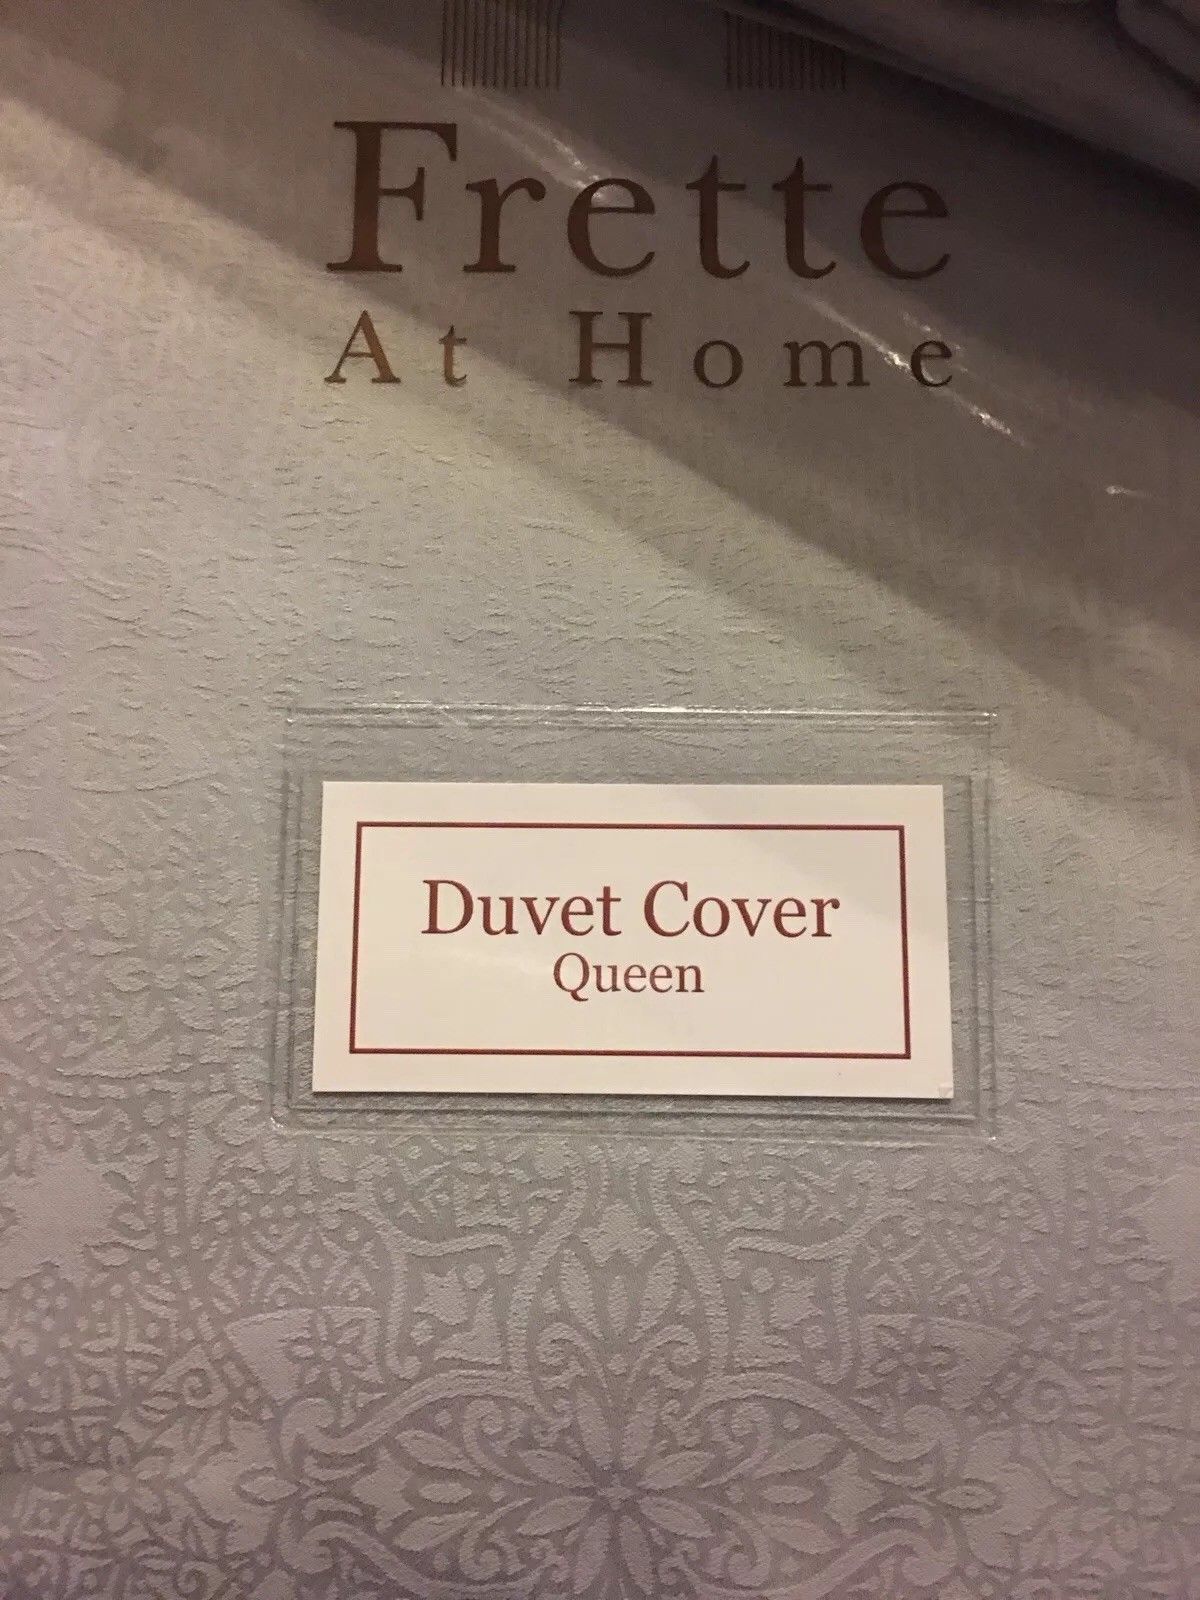 Frette
At Home
Duvet Cover
Queen